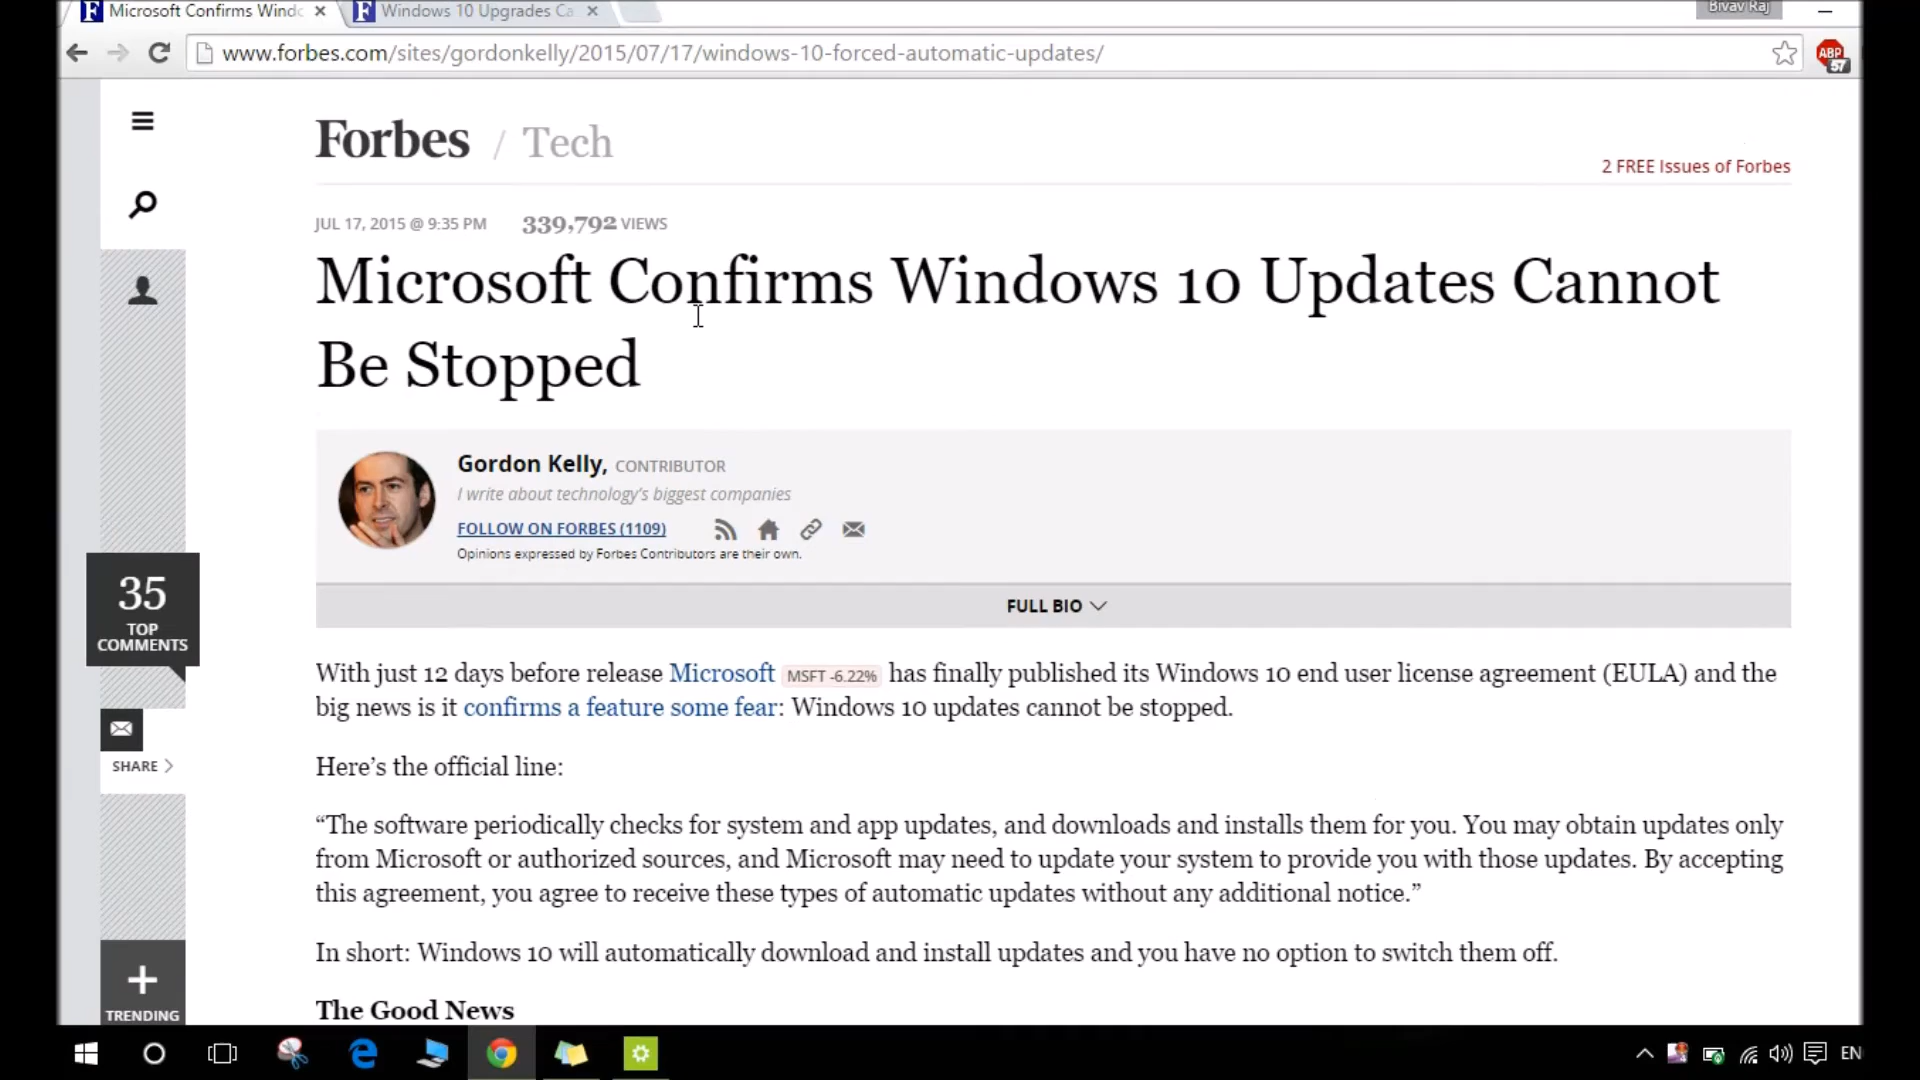 Microsoft Confirms Windo
Windows 10 Upgrades Ca
Bivav Raj
www.forbes.com/sites/gordonkelly/2015/07/17/windows-10-forced-automatic-updates/
ABP
57
Forbes / Tech
2 FREE Issues of Forbes
JUL 17, 2015 @ 9:35 PM 339,792 VIEWS
Microsoft Confirms Windows 10 Updates Cannot
Be Stopped
Gordon Kelly, CONTRIBUTOR
I write about technology's biggest companies
FOLLOW ON FORBES (1109)
Opinions expressed by Forbes Contributors are their own.
FULL BIO
35
TOP
COMMENTS
SHARE
TRENDING
With just 12 days before release Microsoft MSFT -6.22% has finally published its Windows 10 end user license agreement (EULA) and the
big news is it confirms a feature some fear: Windows 10 updates cannot be stopped.
Here’s the official line:
“The software periodically checks for system and app updates, and downloads and installs them for you. You may obtain updates only
from Microsoft or authorized sources, and Microsoft may need to update your system to provide you with those updates. By accepting
this agreement, you agree to receive these types of automatic updates without any additional notice.”
In short: Windows 10 will automatically download and install updates and you have no option to switch them off.
The Good News
EN